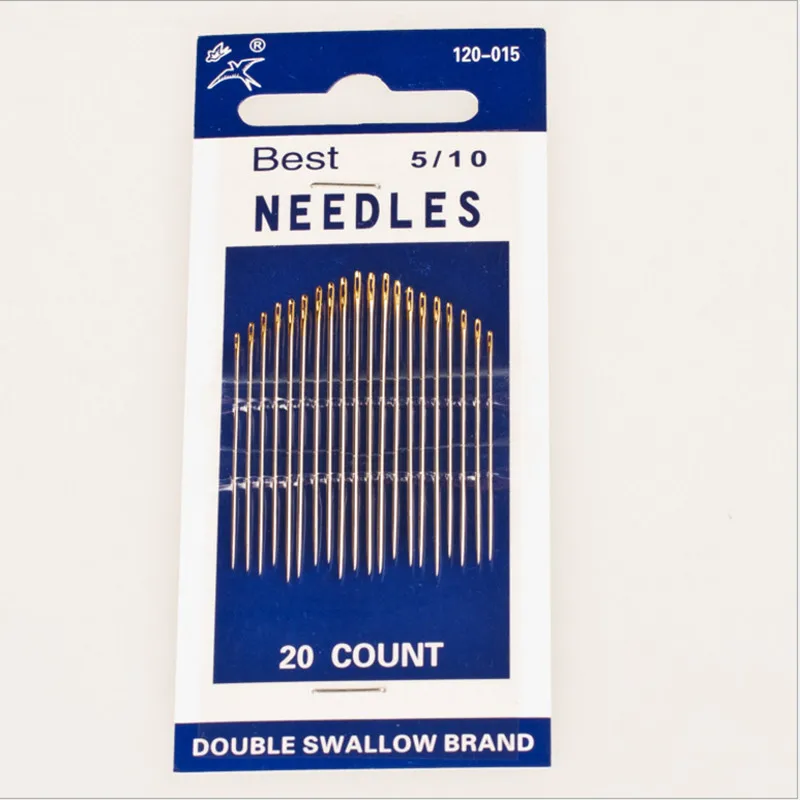 ®
120-015
Best 5/10
NEEDLES
20 COUNT
DOUBLE SWALLOW BRAND